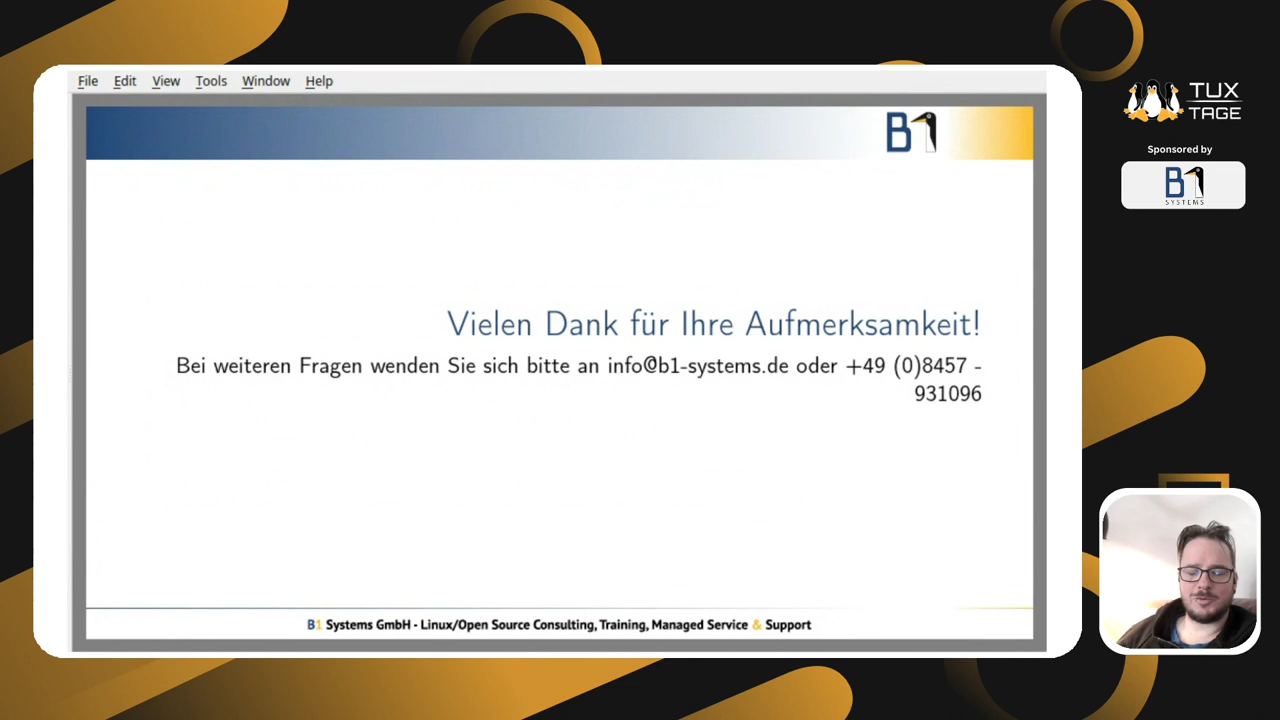 File Edit View Tools Window Help
B1
TUX
TAGE
Sponsored by
B1
SYSTEMS
Vielen Dank für Ihre Aufmerksamkeit!
Bei weiteren Fragen wenden Sie sich bitte an info@b1-systems.de oder +49 (0)8457 -
931096
B1 Systems GmbH - Linux/Open Source Consulting, Training, Managed Service & Support